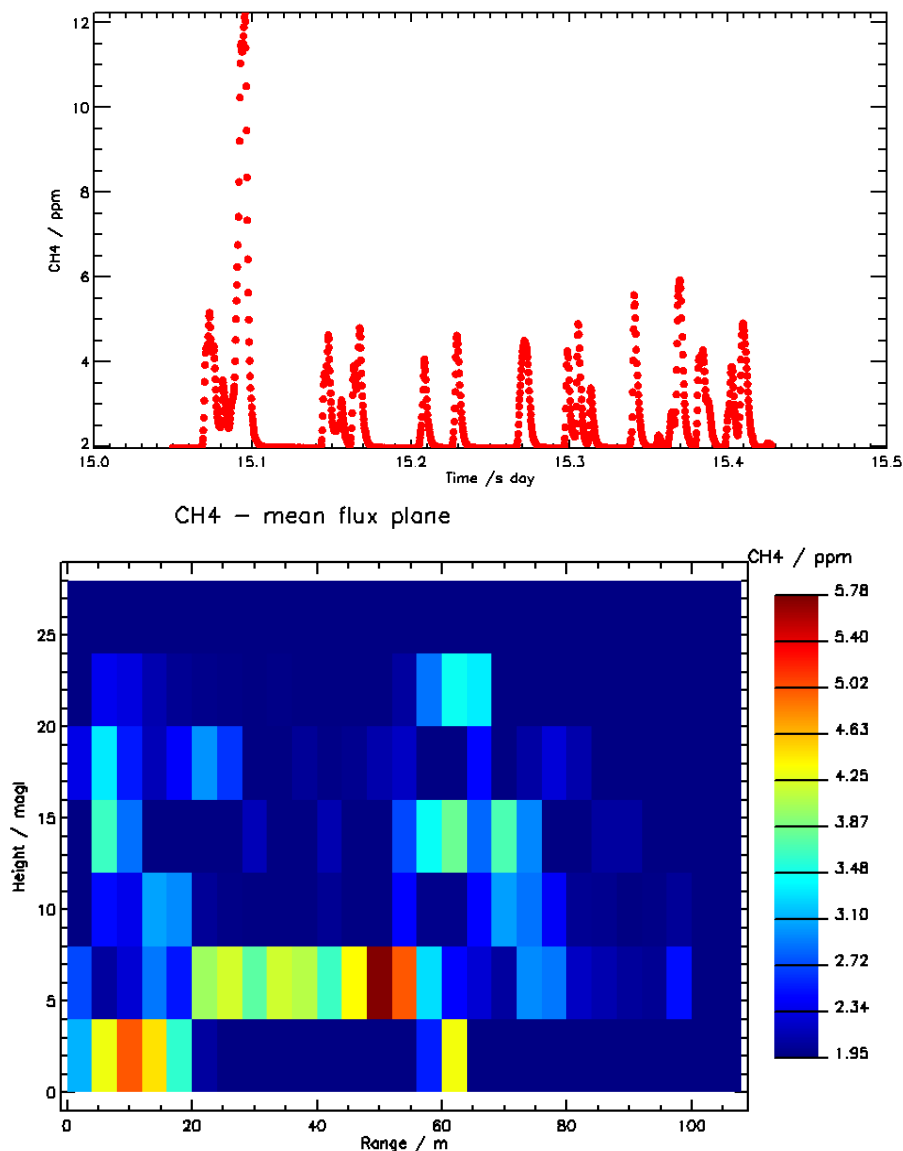 12
10
8
6
4
2
CH4 / ppm
15.0 15.1 15.2 15.3 15.4 15.5
Time /s day
CH4 – mean flux plane
CH4 / ppm
25
20
15
10
5
0
Height / magl
0 20 40 60 80 100
Range / m
5.78
5.40
5.02
4.63
4.25
3.87
3.48
3.10
2.72
2.34
1.95